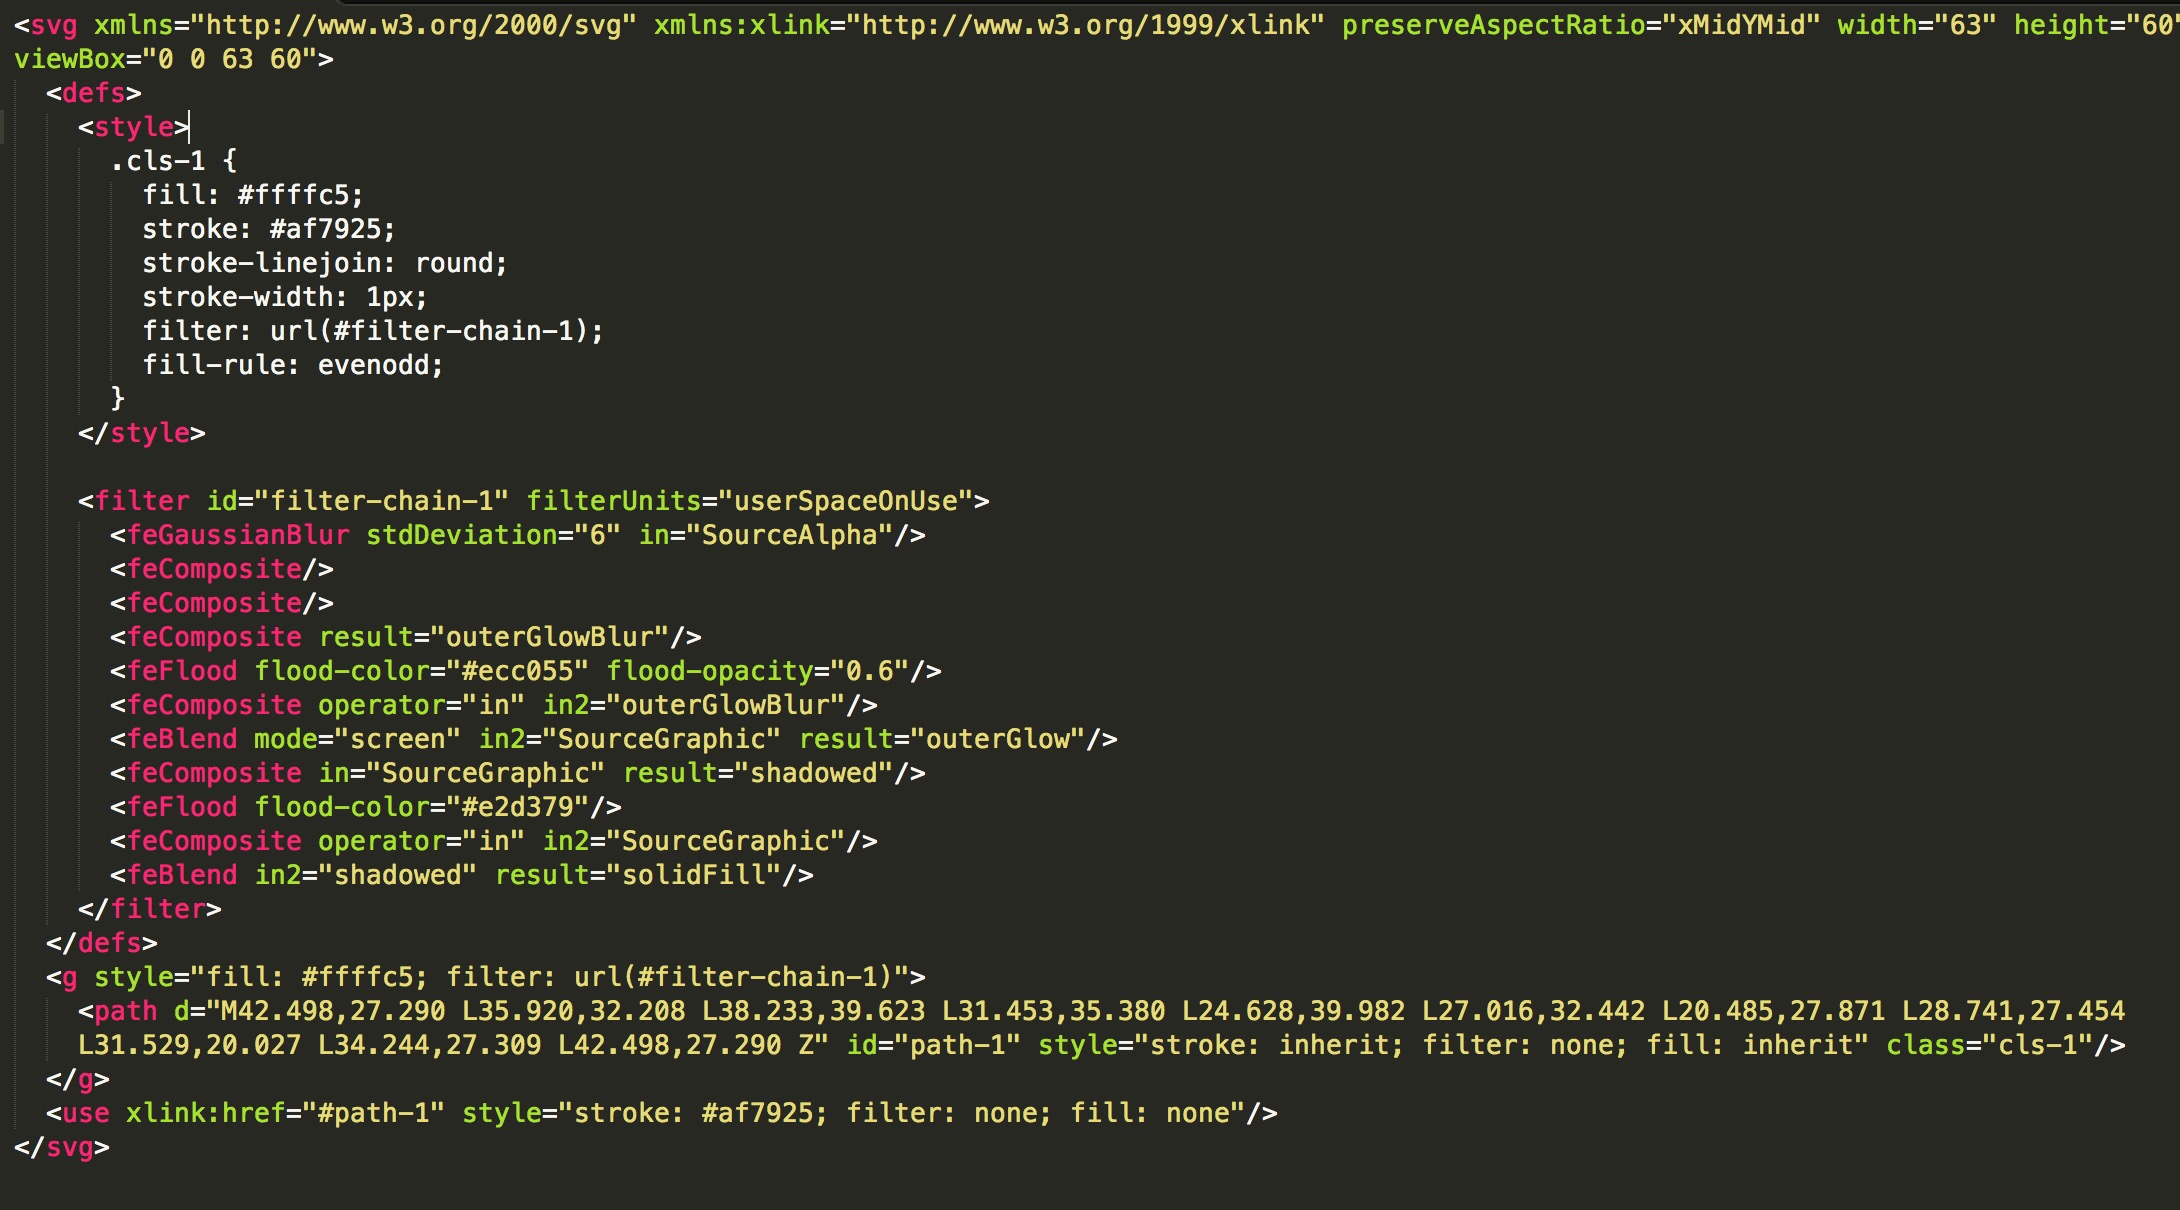 <svg xmlns="http://www.w3.org/2000/svg" xmlns:xlink="http://www.w3.org/1999/xlink" preserveAspectRatio="xMidYMid" width="63" height="60"
viewBox="0 0 63 60">
<defs>
<style>
.cls-1 {
fill: #ffffc5;
stroke: #af7925;
stroke-linejoin: round;
stroke-width: 1px;
filter: url(#filter-chain-1);
fill-rule: evenodd;
}
</style>
<filter id="filter-chain-1" filterUnits="userSpaceOnUse">
<feGaussianBlur stdDeviation="6" in="SourceAlpha"/>
<feComposite/>
<feComposite/>
<feComposite result="outerGlowBlur"/>
<feFlood flood-color="#ecc055" flood-opacity="0.6"/>
<feComposite operator="in" in2="outerGlowBlur"/>
<feBlend mode="screen" in2="SourceGraphic" result="outerGlow"/>
<feComposite in="SourceGraphic" result="shadowed"/>
<feFlood flood-color="#e2d379"/>
<feComposite operator="in" in2="SourceGraphic"/>
<feBlend in2="shadowed" result="solidFill"/>
</filter>
</defs>
<g style="fill: #ffffc5; filter: url(#filter-chain-1)">
<path d="M42.498,27.290 L35.920,32.208 L38.233,39.623 L31.453,35.380 L24.628,39.982 L27.016,32.442 L20.485,27.871 L28.741,27.454
L31.529,20.027 L34.244,27.309 L42.498,27.290 Z" id="path-1" style="stroke: inherit; filter: none; fill: inherit" class="cls-1"/>
</g>
<use xlink:href="#path-1" style="stroke: #af7925; filter: none; fill: none"/>
</svg>